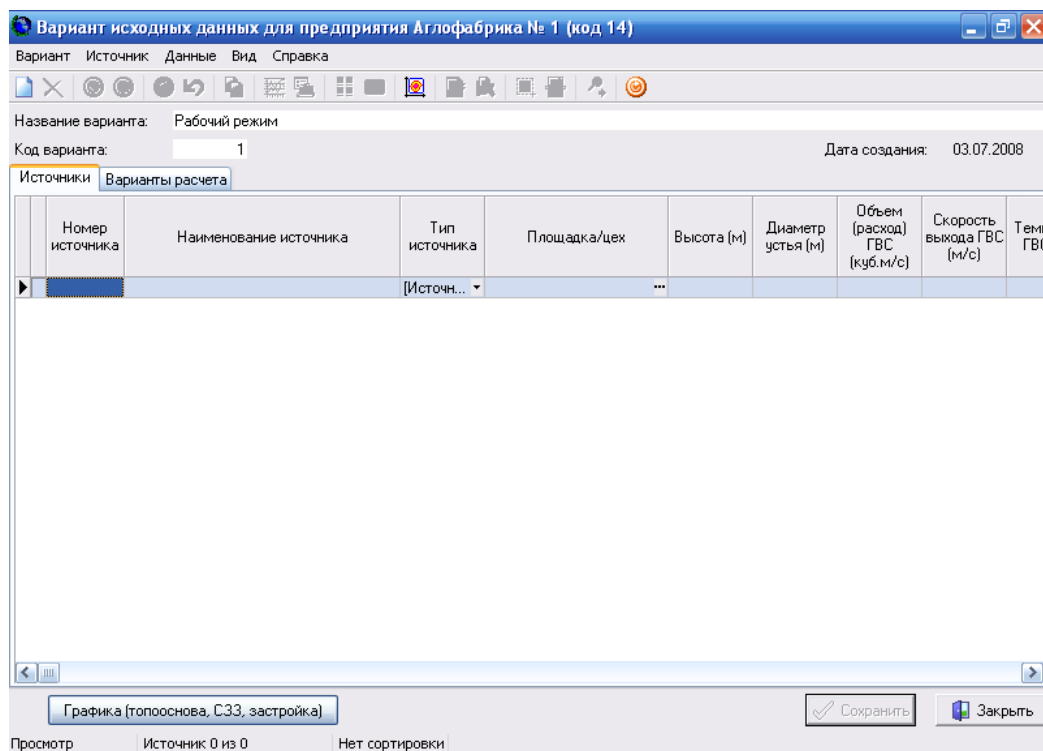 Вариант исходных данных для предприятия Аглофабрика № 1 (код 14)
Вариант Источник Данные Вид Справка
Название варианта: Рабочий режим
Код варианта: 1 Дата создания: 03.07.2008
Источники Варианты расчета
Номер источника Наименование источника Тип источника Площадка/цех Высота (м) Диаметр устья (м) Объем (расход) ГВС (куб.м/с) Скорость выхода ГВС (м/с)
[Источн...
Графика (топооснова, СЗЗ, застройка) Сохранить Закрыть
Просмотр Источник 0 из 0 Нет сортировки